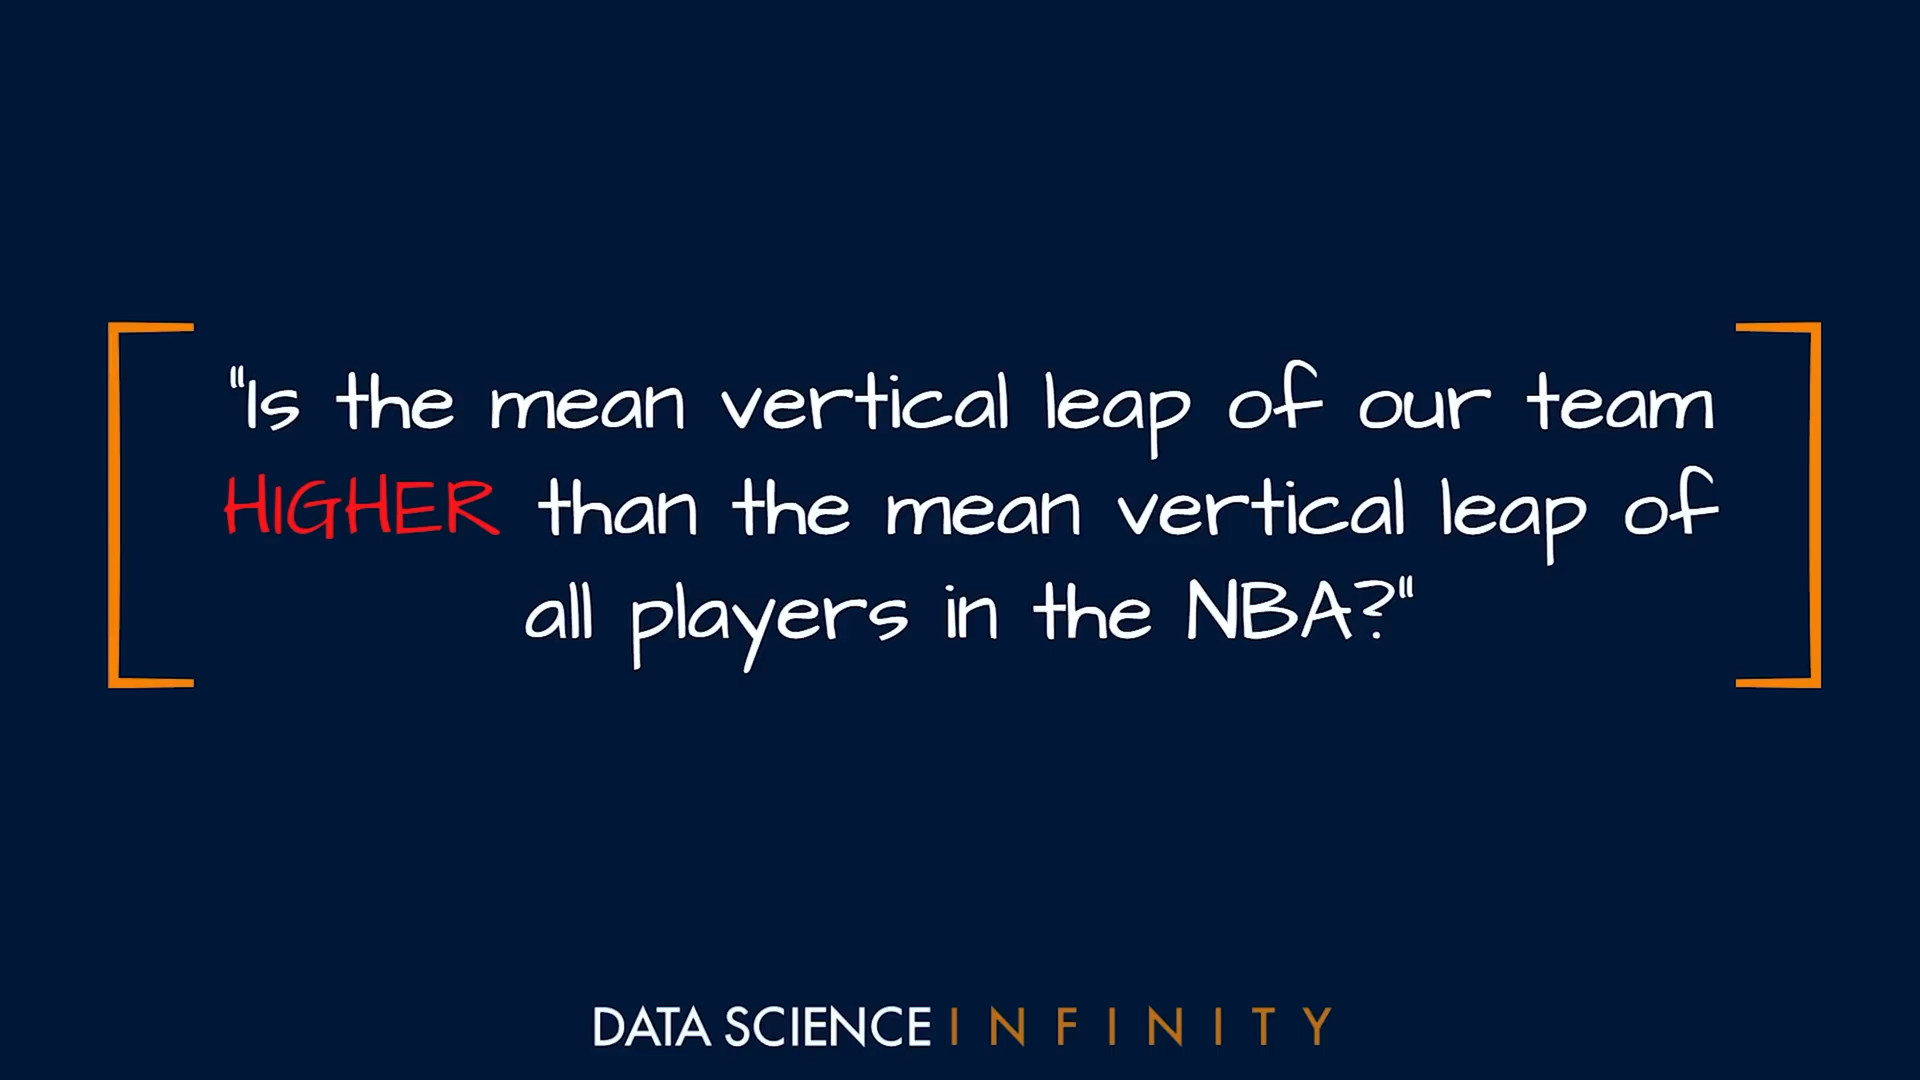 "Is the mean vertical leap of our team
HIGHER than the mean vertical leap of
all players in the NBA?"
DATA SCIENCE INFINITY